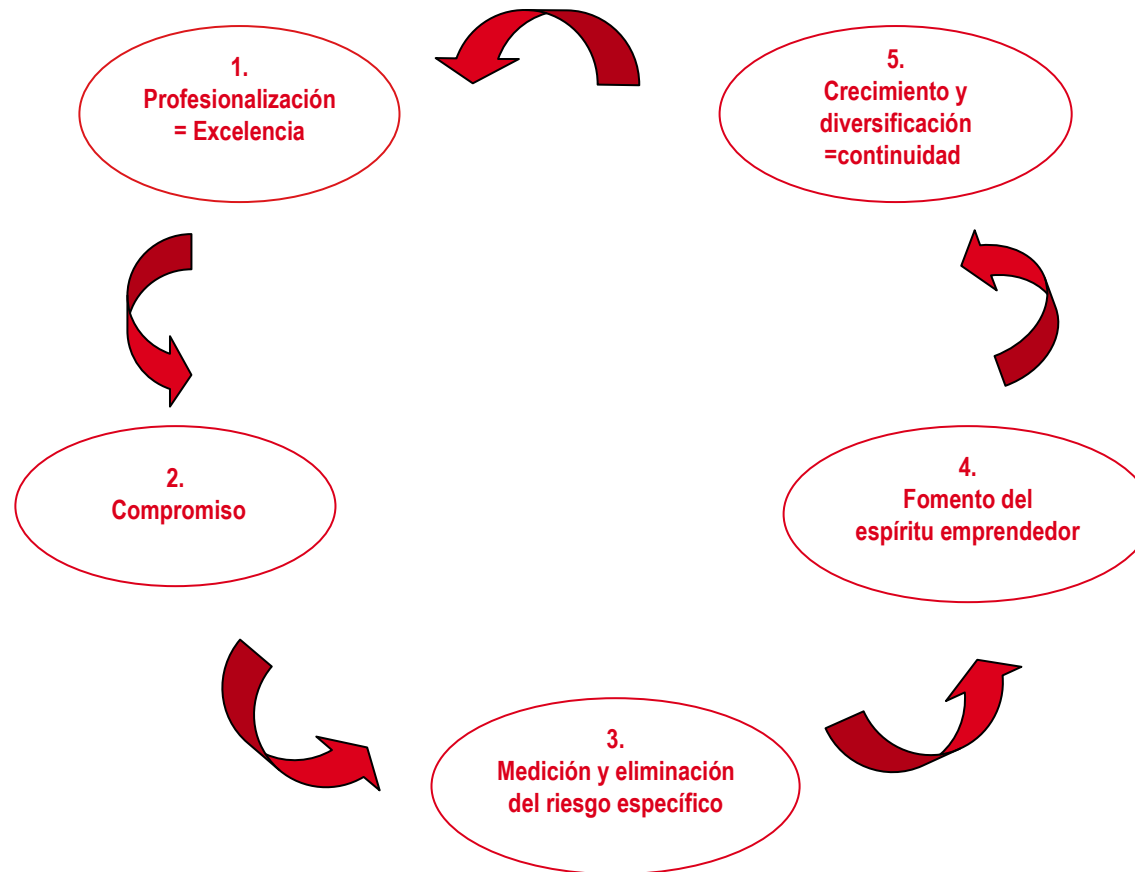 1.
Profesionalización
= Excelencia
2.
Compromiso
3.
Medición y eliminación
del riesgo específico
4.
Fomento del
espíritu emprendedor
5.
Crecimiento y
diversificación
=continuidad